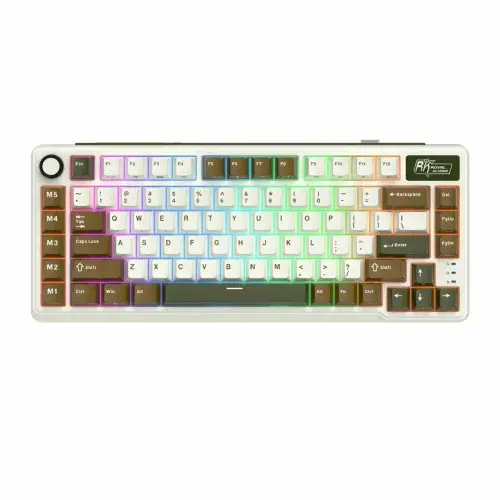 Esc F1 F2 F3 F4 F5 F6 F7 F8 F9 F10 F11 F12 RK ROYAL KLUDGE
M5 ~ ! 1 @ 2 # 3 $ 4 % 5 ^ 6 & 7 * 8 ( 9 ) 0 Backspace Del
M4 Tab Q W E R T Y U I O P { [ } ] PgUp
M3 Caps Lock A S D F G H J K L Enter PgDn
M2 Shift Z X C V B N M < > ? Shift
M1 Ctrl Win Alt Alt Fn Ctrl